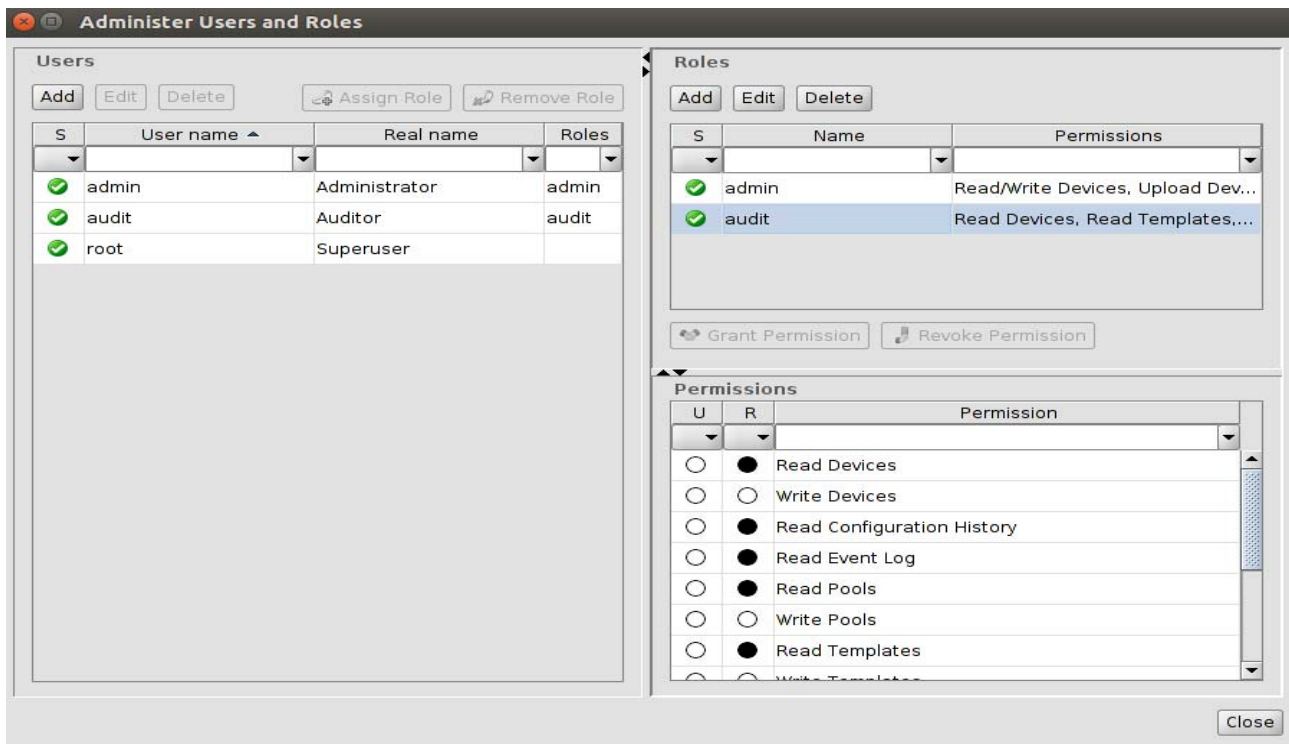 Administer Users and Roles
Users
Add Edit Delete Assign Role Remove Role
S User name Real name Roles
admin Administrator admin
audit Auditor audit
root Superuser
Roles
Add Edit Delete
S Name Permissions
admin Read/Write Devices, Upload Dev...
audit Read Devices, Read Templates,...
Grant Permission Revoke Permission
Permissions
U R Permission
Read Devices
Write Devices
Read Configuration History
Read Event Log
Read Pools
Write Pools
Read Templates
Write Templates
Close